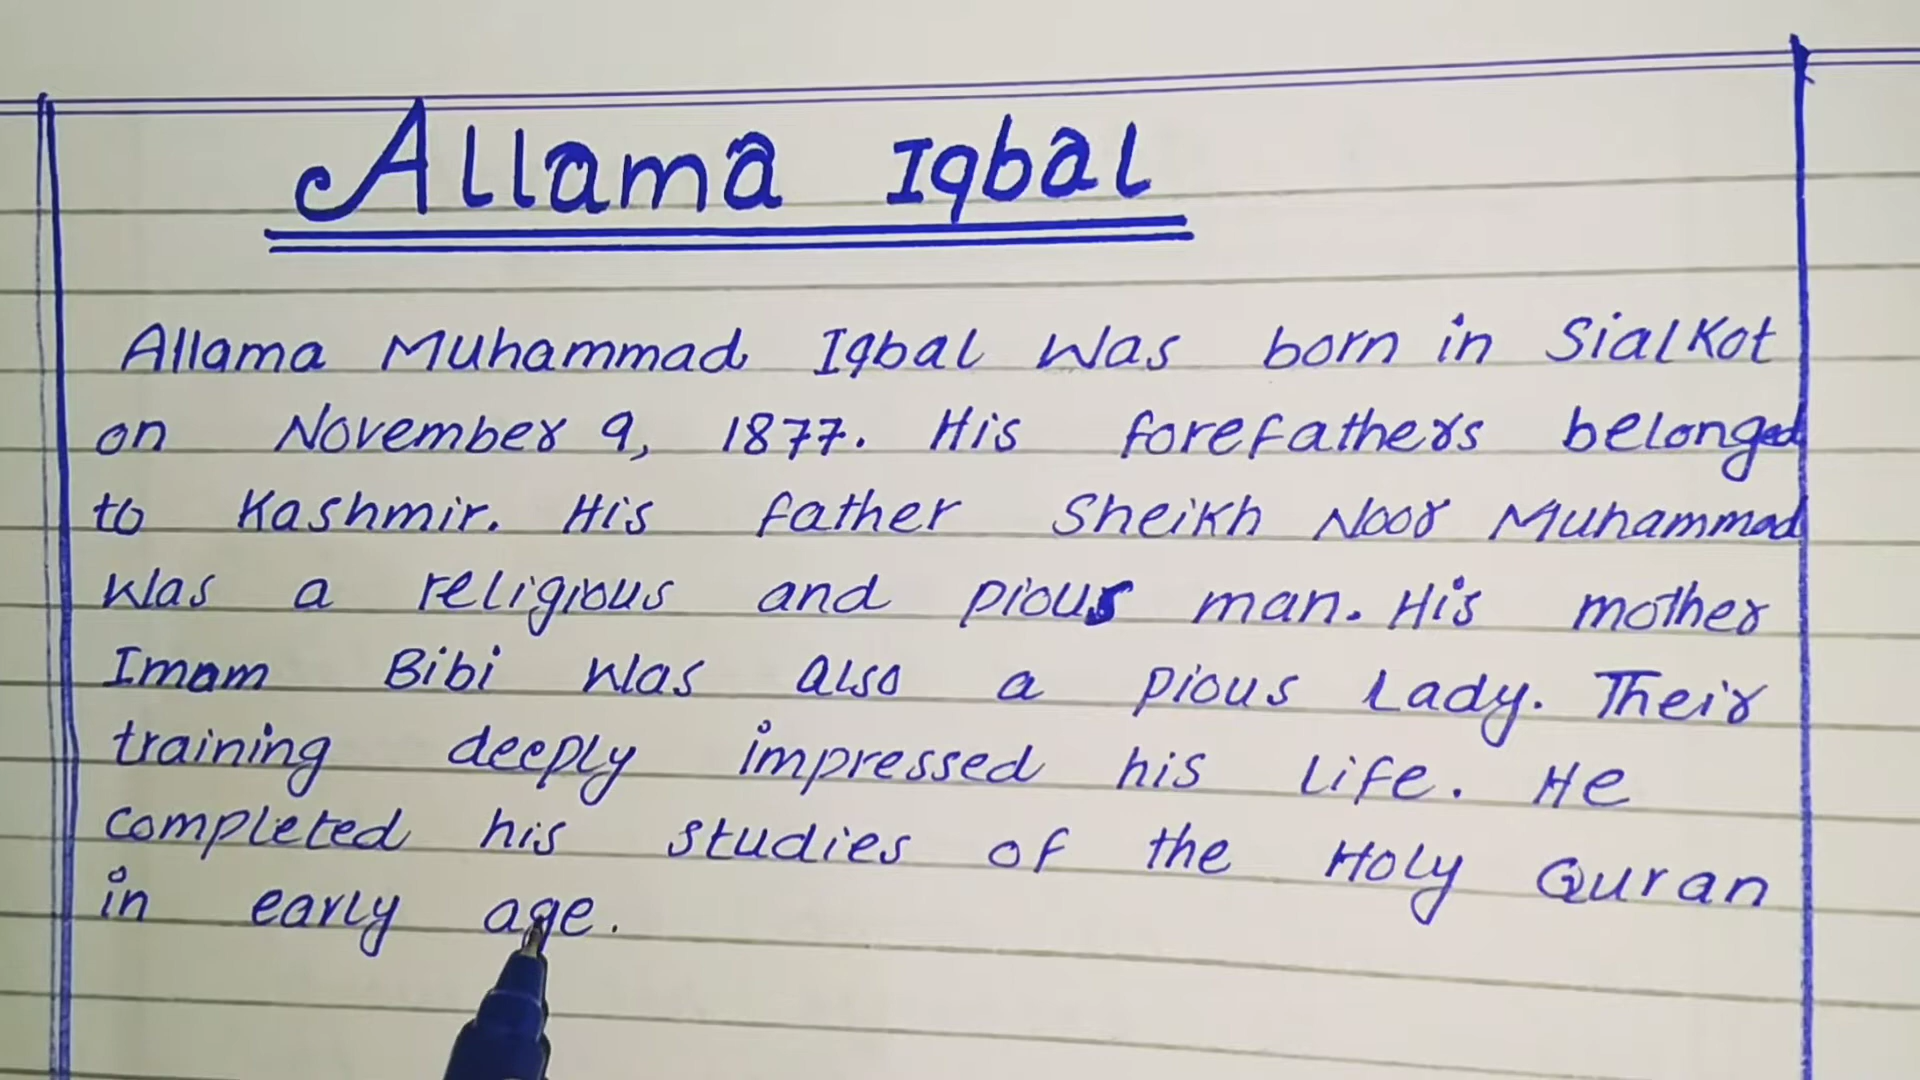 Allama Iqbal
Allama Muhammad Iqbal was born in Sialkot
on November 9, 1877. His forefathers belonged
to Kashmir. His father Sheikh Noor Muhammad
was a religious and pious man. His mother
Imam Bibi was also a pious Lady. Their
training deeply impressed his life. He
completed his studies of the Holy Quran
in early age.